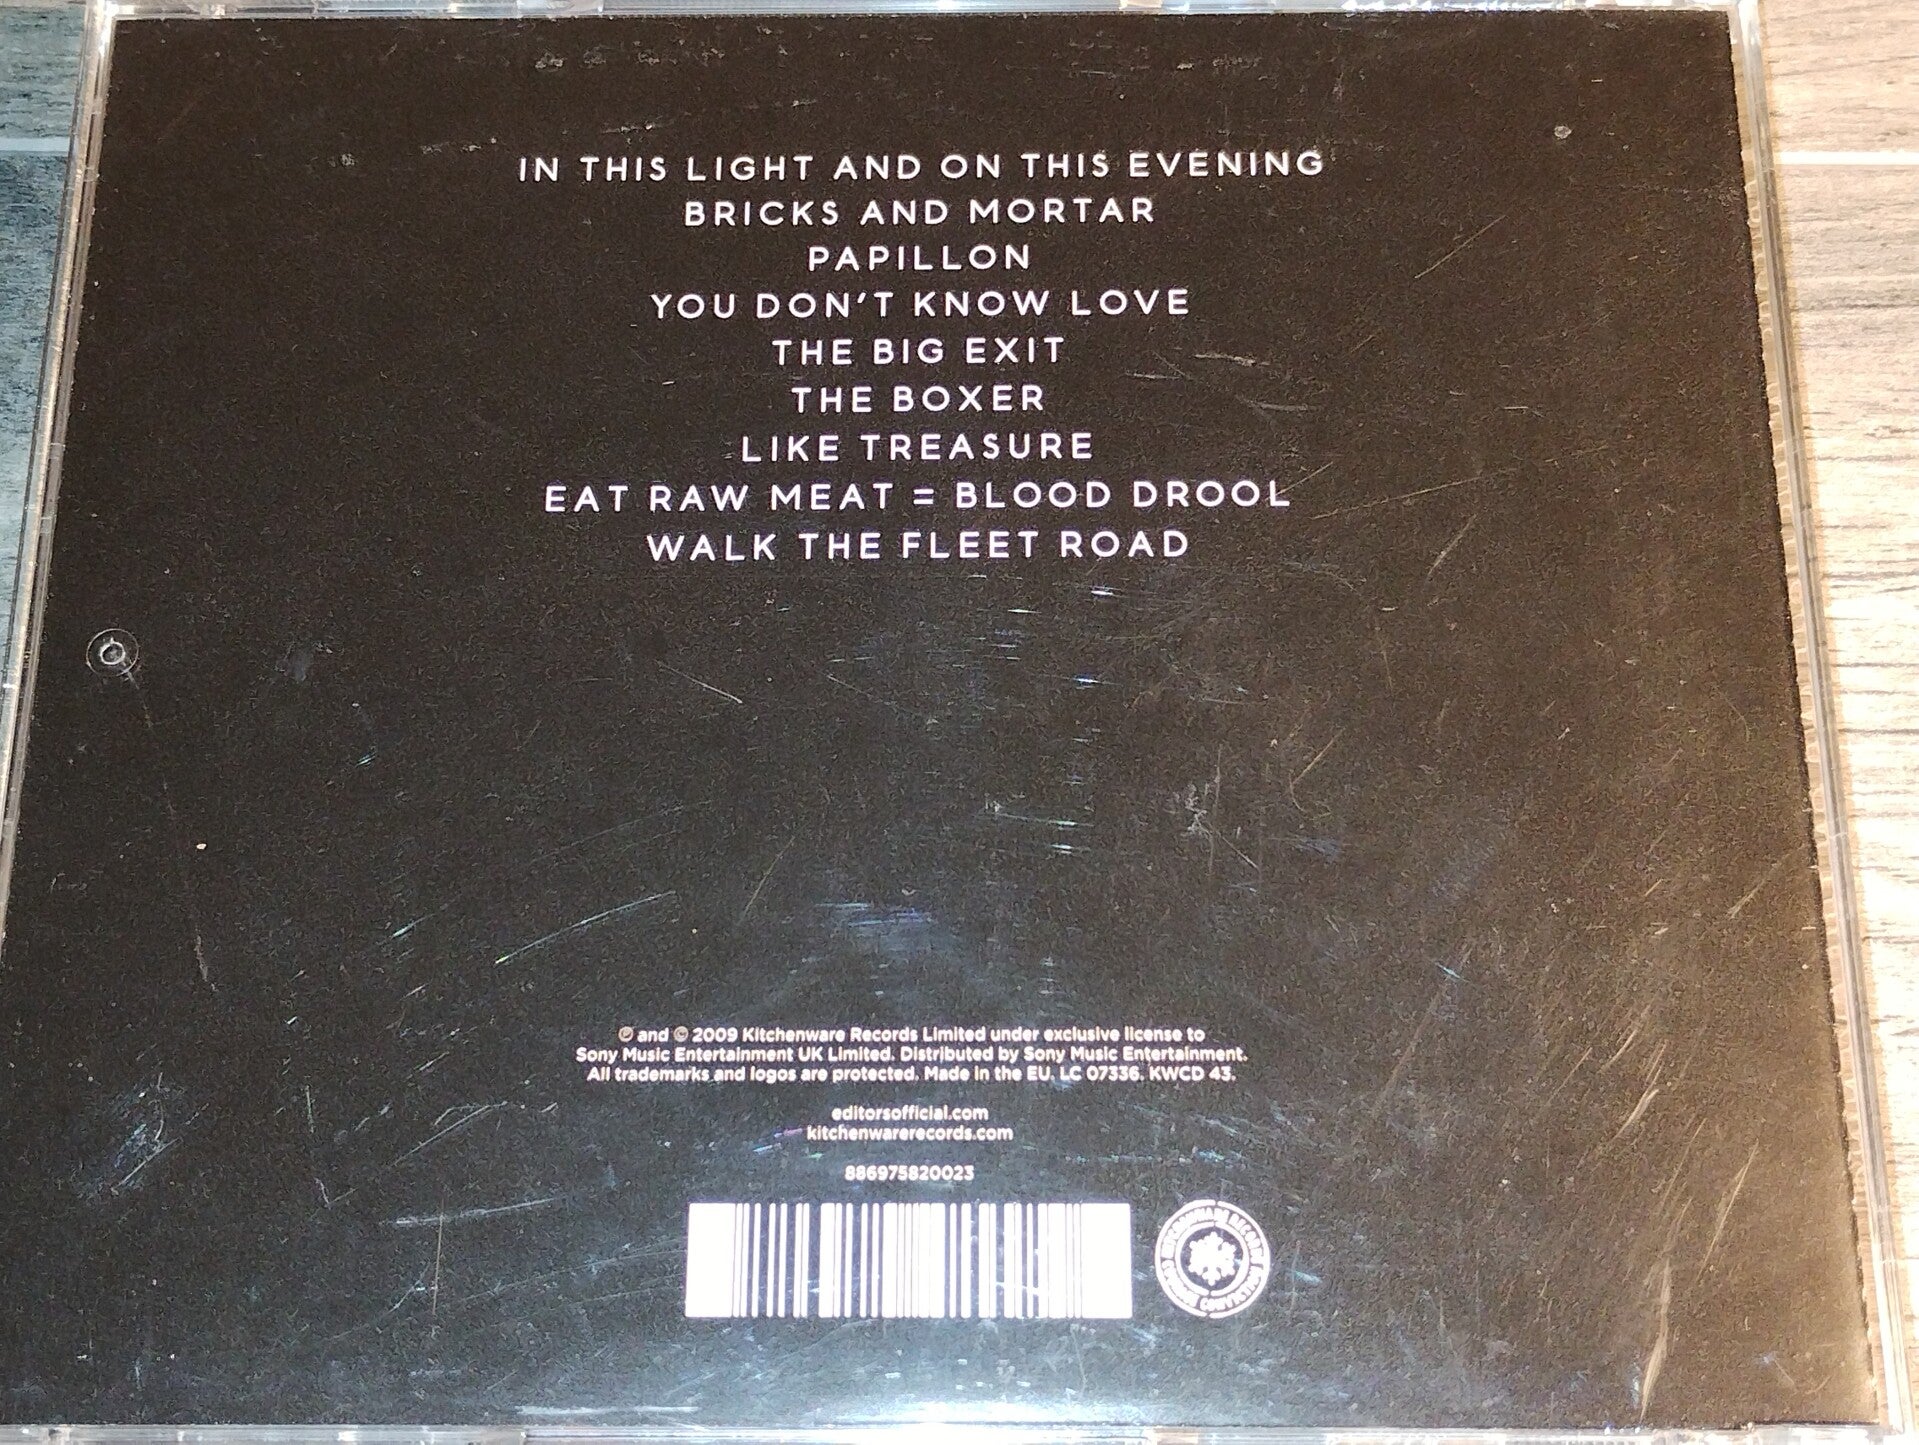 IN THIS LIGHT AND ON THIS EVENING
BRICKS AND MORTAR
PAPILLON
YOU DON'T KNOW LOVE
THE BIG EXIT
THE BOXER
LIKE TREASURE
EAT RAW MEAT = BLOOD DROOL
WALK THE FLEET ROAD
℗ and © 2009 Kitchenware Records Limited under exclusive license to
Sony Music Entertainment UK Limited. Distributed by Sony Music Entertainment.
All trademarks and logos are protected. Made in the EU. LC 07336. KWCD 43.
editorsofficial.com
kitchenwarerecords.com
886975820023